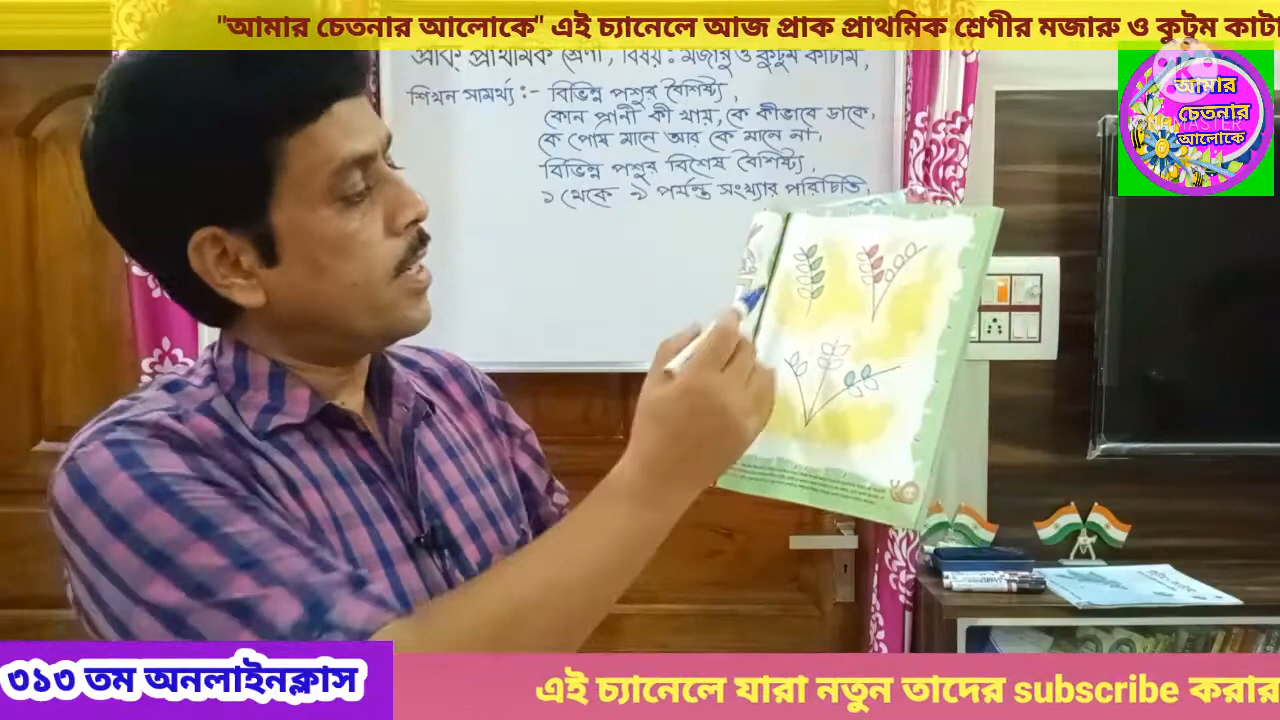 "আমার চেতনার আলোকে" এই চ্যানেলে আজ প্রাক প্রাথমিক শ্রেণীর মজারু ও কুটুম কাটা
প্রাক্ প্রাথমিক শ্রেণী, বিষয় : মজারু ও কুটুম কাটাম,
শিখন সামর্থ্য :- বিভিন্ন পশুর বৈশিষ্ট্য,
কোন প্রাণী কী খায়, কে কীভাবে ডাকে,
কে পোষ মানে আর কে মানে না,
বিভিন্ন পশুর বিশেষ বৈশিষ্ট্য,
১ থেকে ৯ পর্যন্ত সংখ্যার পরিচিতি,
আমার
চেতনার
আলোকে
৩১৩ তম অনলাইনক্লাস
এই চ্যানেলে যারা নতুন তাদের subscribe করার